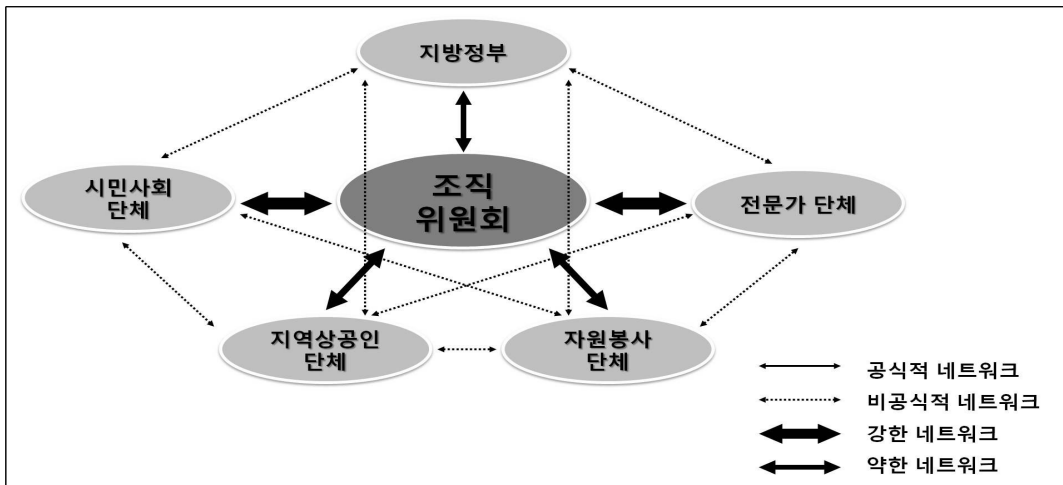 지방정부
시민사회
단체
조직
위원회
전문가 단체
지역상공인
단체
자원봉사
단체
공식적 네트워크
비공식적 네트워크
강한 네트워크
약한 네트워크